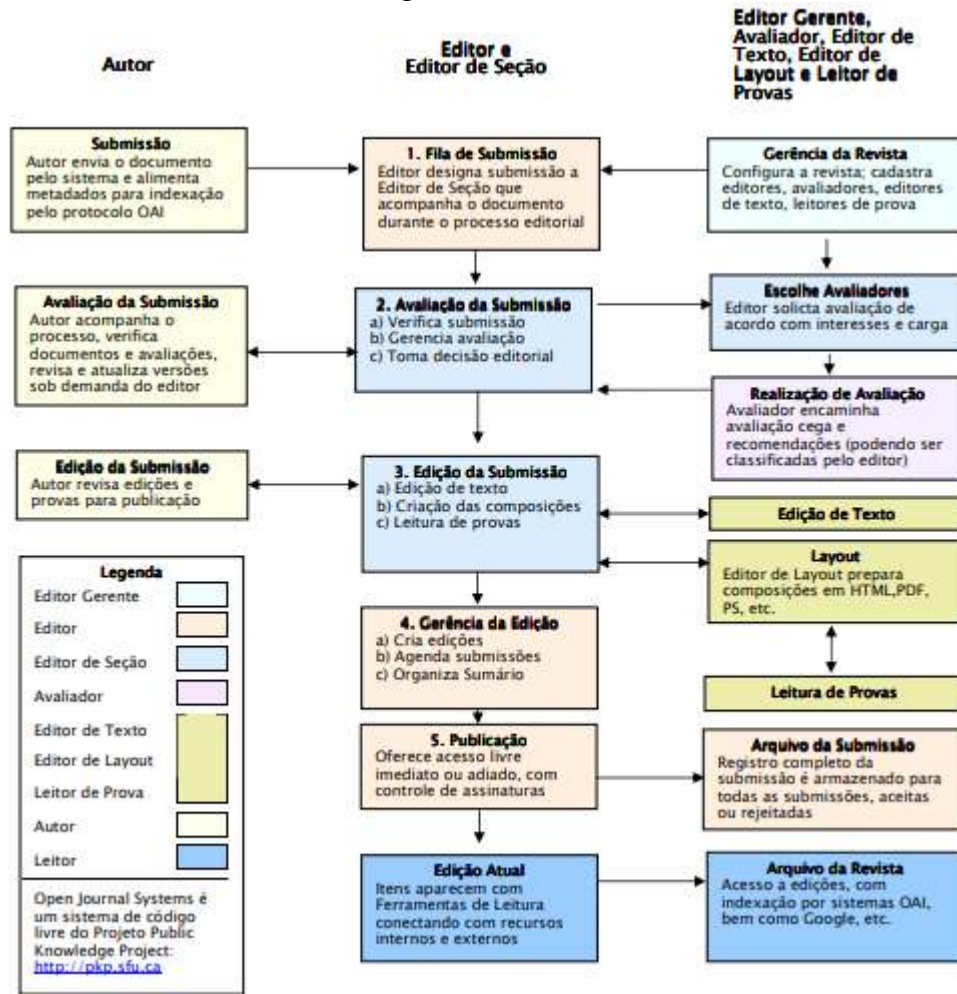 Autor
Editor e
Editor de Seção
Editor Gerente,
Avaliador, Editor de
Texto, Editor de
Layout e Leitor de
Provas
Submissão
Autor envia o documento
pelo sistema e alimenta
metadados para indexação
pelo protocolo OAI
1. Fila de Submissão
Editor designa submissão a
Editor de Seção que
acompanha o documento
durante o processo editorial
Gerência da Revista
Configura a revista; cadastra
editores, avaliadores, editores
de texto, leitores de prova
Avaliação da Submissão
Autor acompanha o
processo, verifica
documentos e avaliações,
revisa e atualiza versões
sob demanda do editor
2. Avaliação da Submissão
a) Verifica submissão
b) Gerencia avaliação
c) Toma decisão editorial
Escolhe Avaliadores
Editor solicta avaliação de
acordo com interesses e carga
Realização de Avaliação
Avaliador encaminha
avaliação cega e
recomendações (podendo ser
classificadas pelo editor)
Edição da Submissão
Autor revisa edições e
provas para publicação
3. Edição da Submissão
a) Edição de texto
b) Criação das composições
c) Leitura de provas
Edição de Texto
Layout
Editor de Layout prepara
composições em HTML,PDF,
PS, etc.
Leitura de Provas
4. Gerência da Edição
a) Cria edições
b) Agenda submissões
c) Organiza Sumário
5. Publicação
Oferece acesso livre
imediato ou adiado, com
controle de assinaturas
Arquivo da Submissão
Registro completo da
submissão é armazenado para
todas as submissões, aceitas
ou rejeitadas
Edição Atual
Itens aparecem com
Ferramentas de Leitura
conectando com recursos
internos e externos
Arquivo da Revista
Acesso a edições, com
indexação por sistemas OAI,
bem como Google, etc.
Legenda
Editor Gerente
Editor
Editor de Seção
Avaliador
Editor de Texto
Editor de Layout
Leitor de Prova
Autor
Leitor
Open Journal Systems é
um sistema de código
livre do Projeto Public
Knowledge Project:
http://pkp.sfu.ca